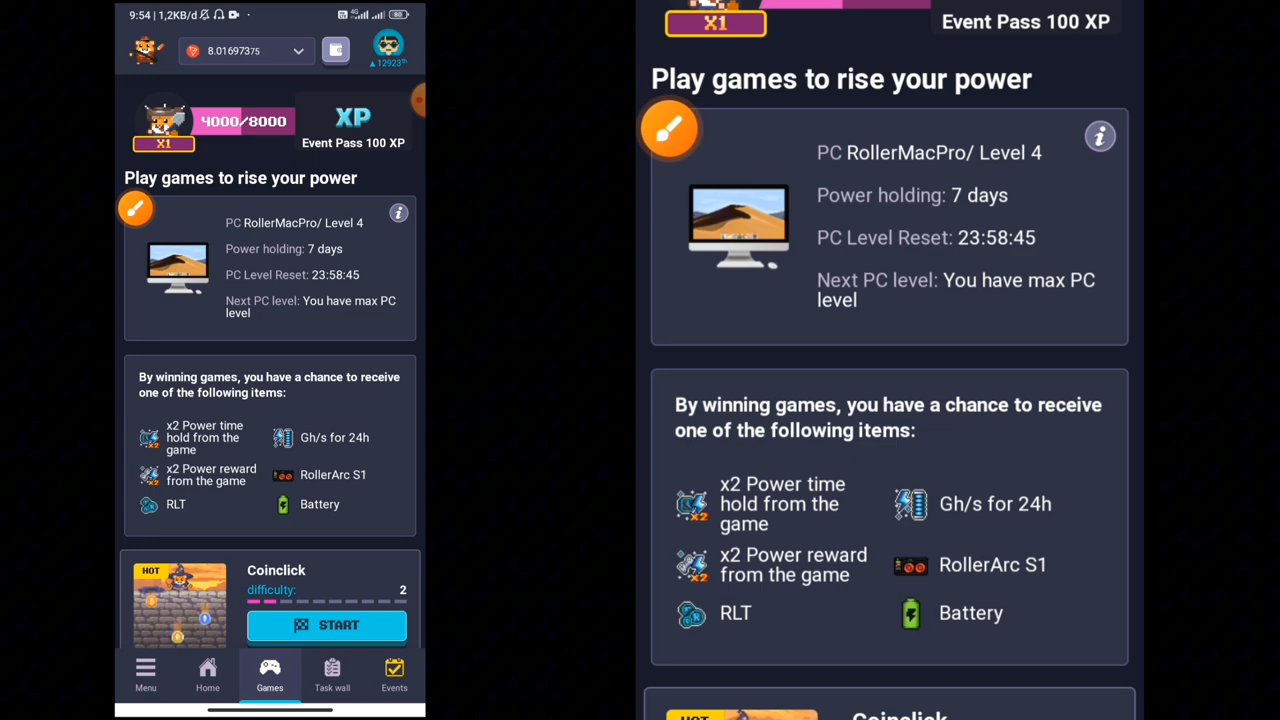 9:54 | 1,2KB/d
4G
80
8.01697375
12923th
4000/8000
X1
XP
Event Pass 100 XP
Play games to rise your power
PC RollerMacPro/ Level 4
Power holding: 7 days
PC Level Reset: 23:58:45
Next PC level: You have max PC
level
By winning games, you have a chance to receive
one of the following items:
x2 Power time
hold from the
game
Gh/s for 24h
x2 Power reward
from the game
RollerArc S1
RLT
Battery
HOT
Coinclick
difficulty:
2
START
Menu
Home
Games
Task wall
Events
X1
Event Pass 100 XP
Play games to rise your power
PC RollerMacPro/ Level 4
Power holding: 7 days
PC Level Reset: 23:58:45
Next PC level: You have max PC
level
By winning games, you have a chance to receive
one of the following items:
x2 Power time
hold from the
game
Gh/s for 24h
x2 Power reward
from the game
RollerArc S1
RLT
Battery
HOT
Coinclick